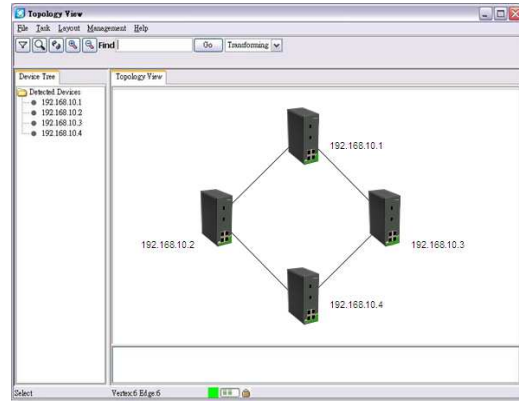 Topology View
File Task Layout Management Help
Find Go Transforming
Device Tree Topology View
Detected Devices
192.168.10.1
192.168.10.2
192.168.10.3
192.168.10.4
192.168.10.1
192.168.10.2 192.168.10.3
192.168.10.4
Select Vertex:6 Edge:6